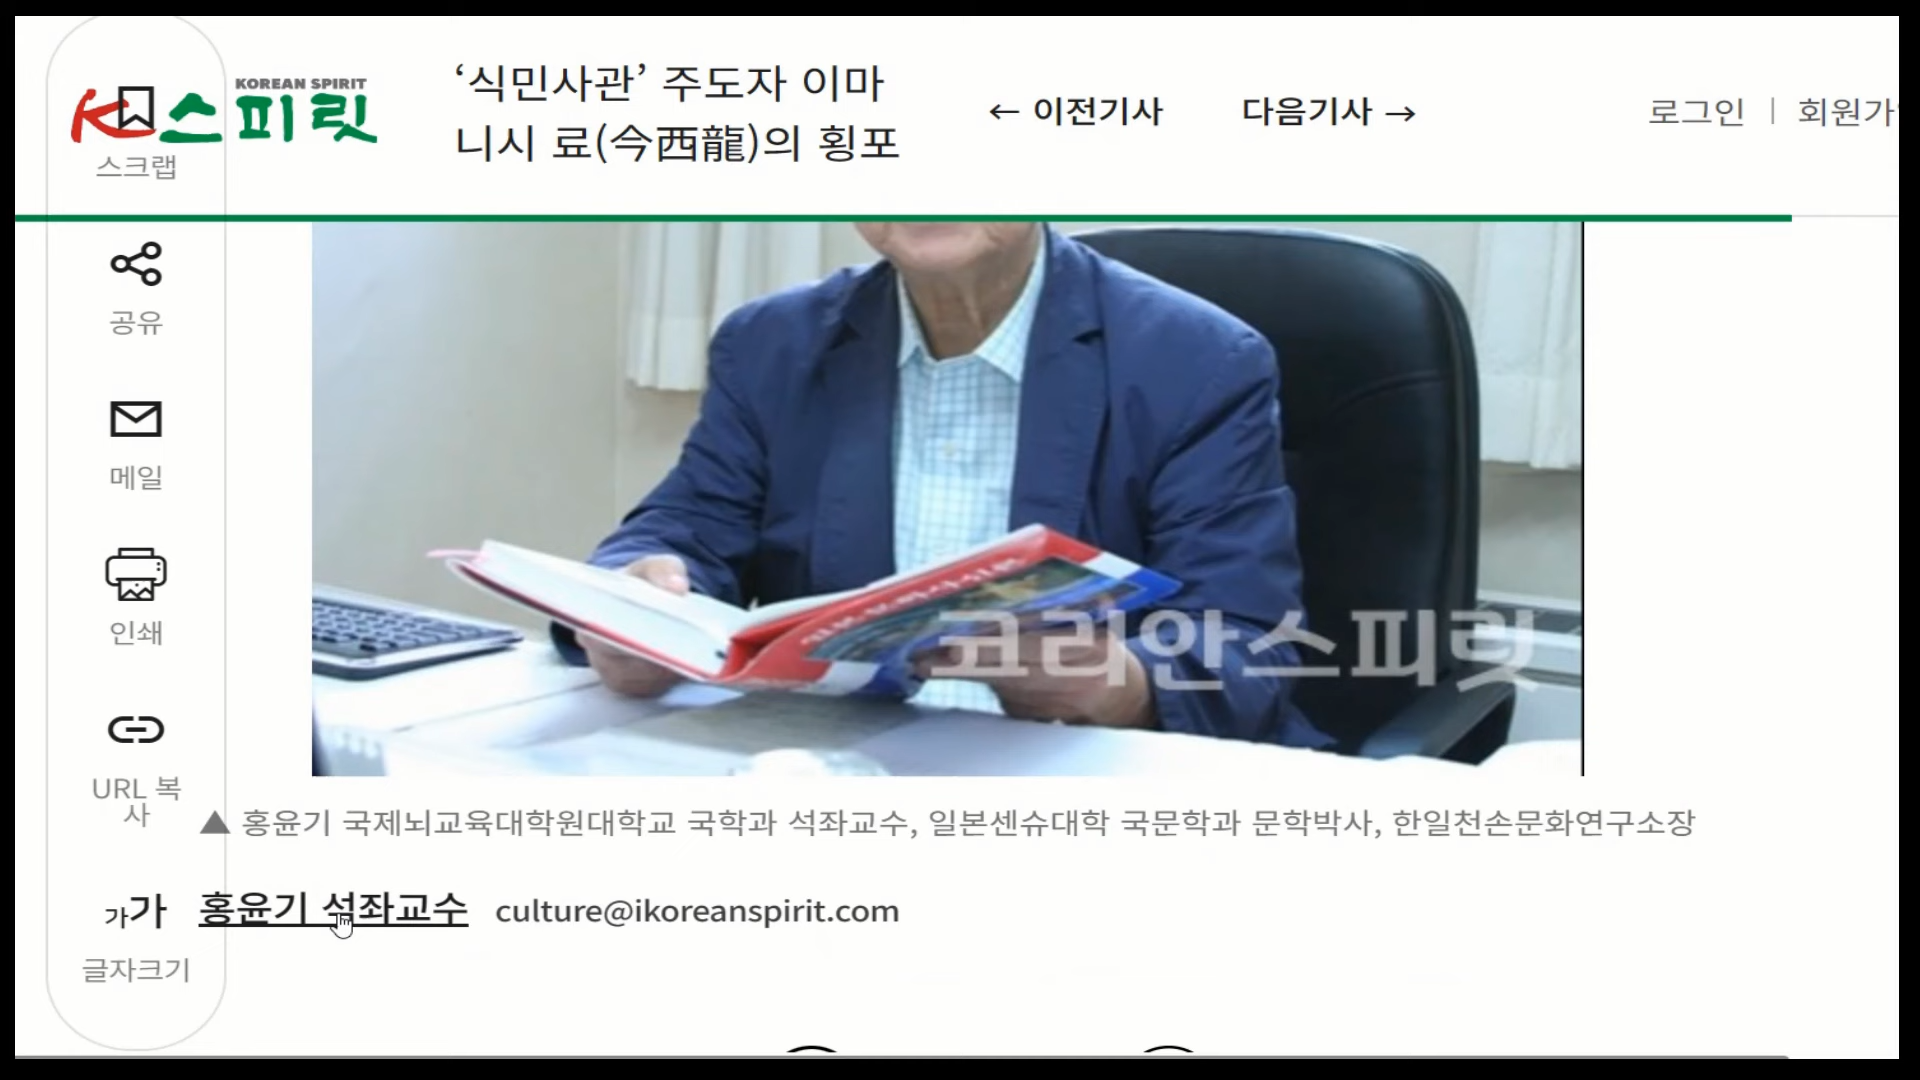 KOREAN SPIRIT
K스피릿
‘식민사관’ 주도자 이마
니시 료(今西龍)의 횡포
← 이전기사
다음기사 →
로그인
스크랩
공유
메일
인쇄
URL 복
사
가가
글자크기
코리안스피릿
▲ 홍윤기 국제뇌교육대학원대학교 국학과 석좌교수, 일본센슈대학 국문학과 문학박사, 한일천손문화연구소장
홍윤기 석좌교수 culture@ikoreanspirit.com